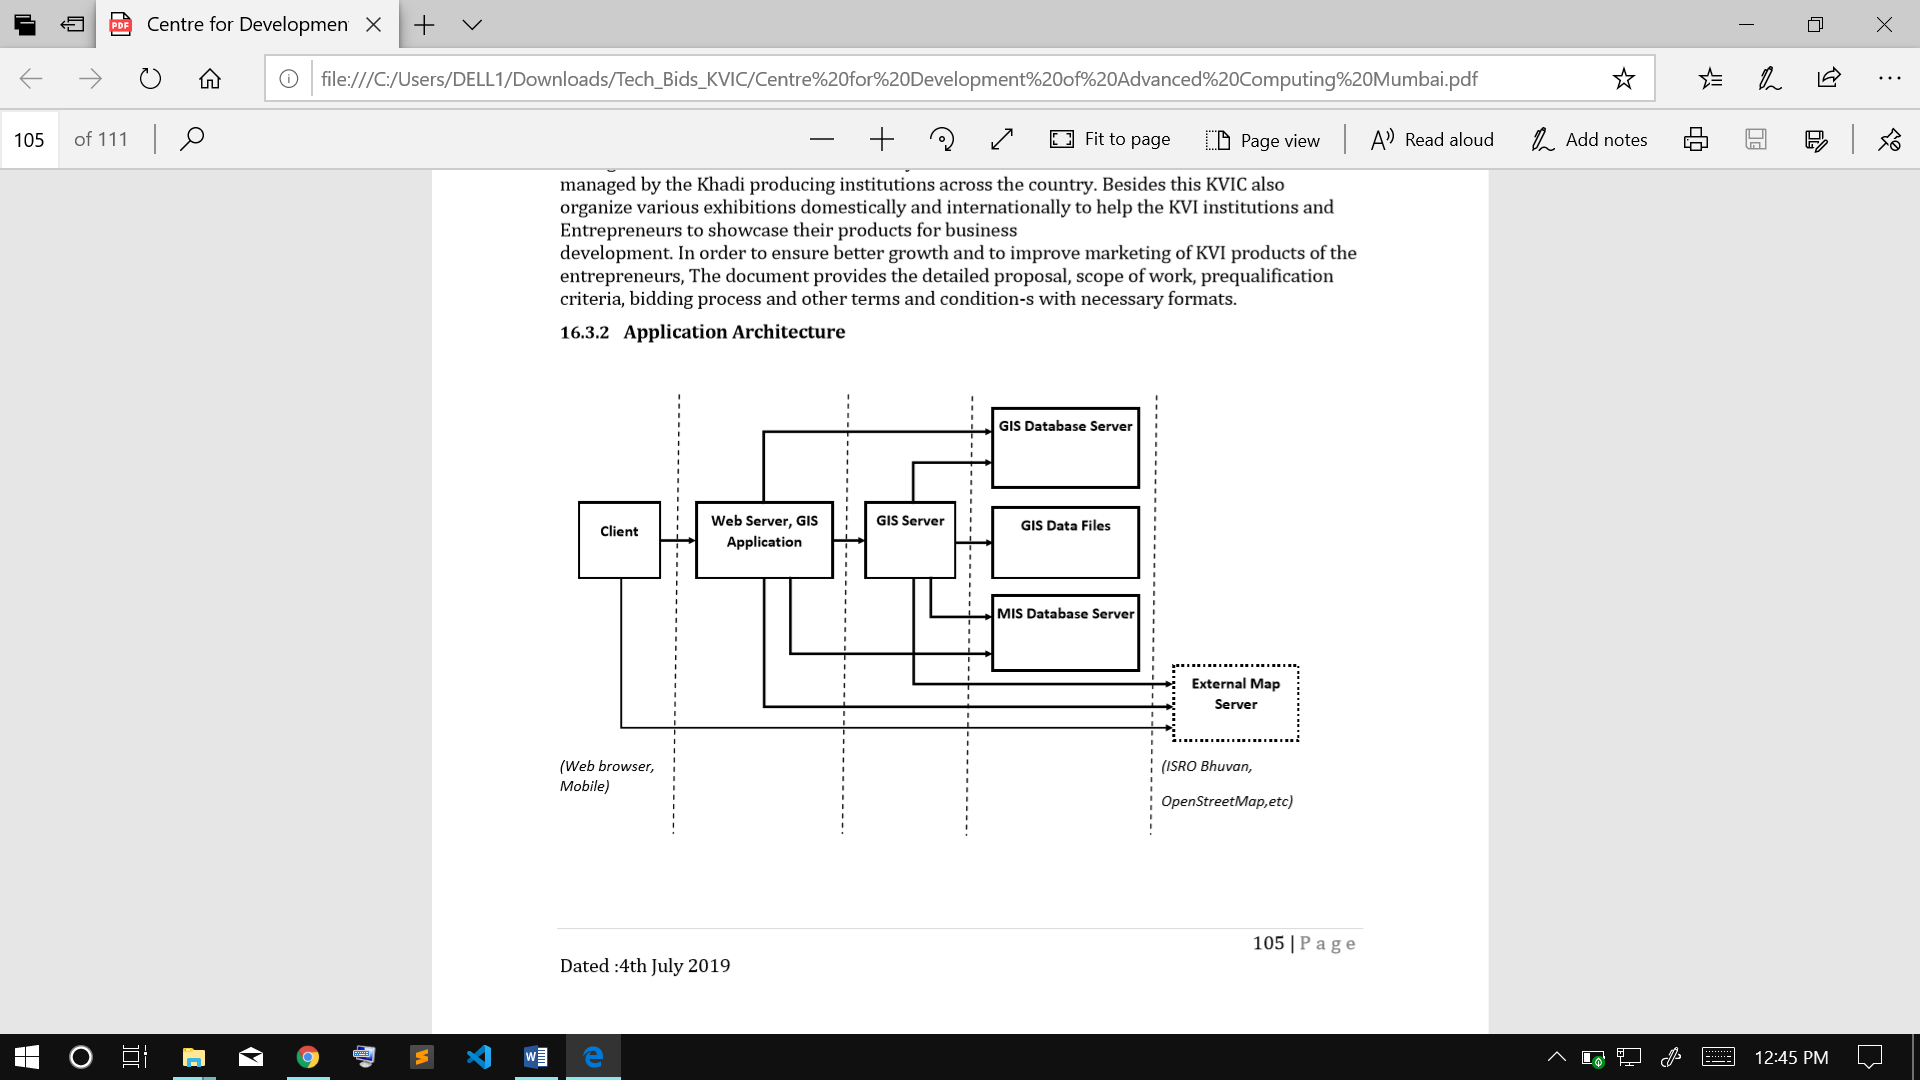 Centre for Developmen
file:///C:/Users/DELL1/Downloads/Tech_Bids_KVIC/Centre%20for%20Development%20of%20Advanced%20Computing%20Mumbai.pdf
105 of 111
Fit to page
Page view
Read aloud
Add notes
managed by the Khadi producing institutions across the country. Besides this KVIC also
organize various exhibitions domestically and internationally to help the KVI institutions and
Entrepreneurs to showcase their products for business
development. In order to ensure better growth and to improve marketing of KVI products of the
entrepreneurs, The document provides the detailed proposal, scope of work, prequalification
criteria, bidding process and other terms and condition-s with necessary formats.
16.3.2 Application Architecture
GIS Database Server
Client
Web Server, GIS
Application
GIS Server
GIS Data Files
MIS Database Server
External Map
Server
(Web browser,
Mobile)
(ISRO Bhuvan,
OpenStreetMap,etc)
105 | Page
Dated :4th July 2019
12:45 PM